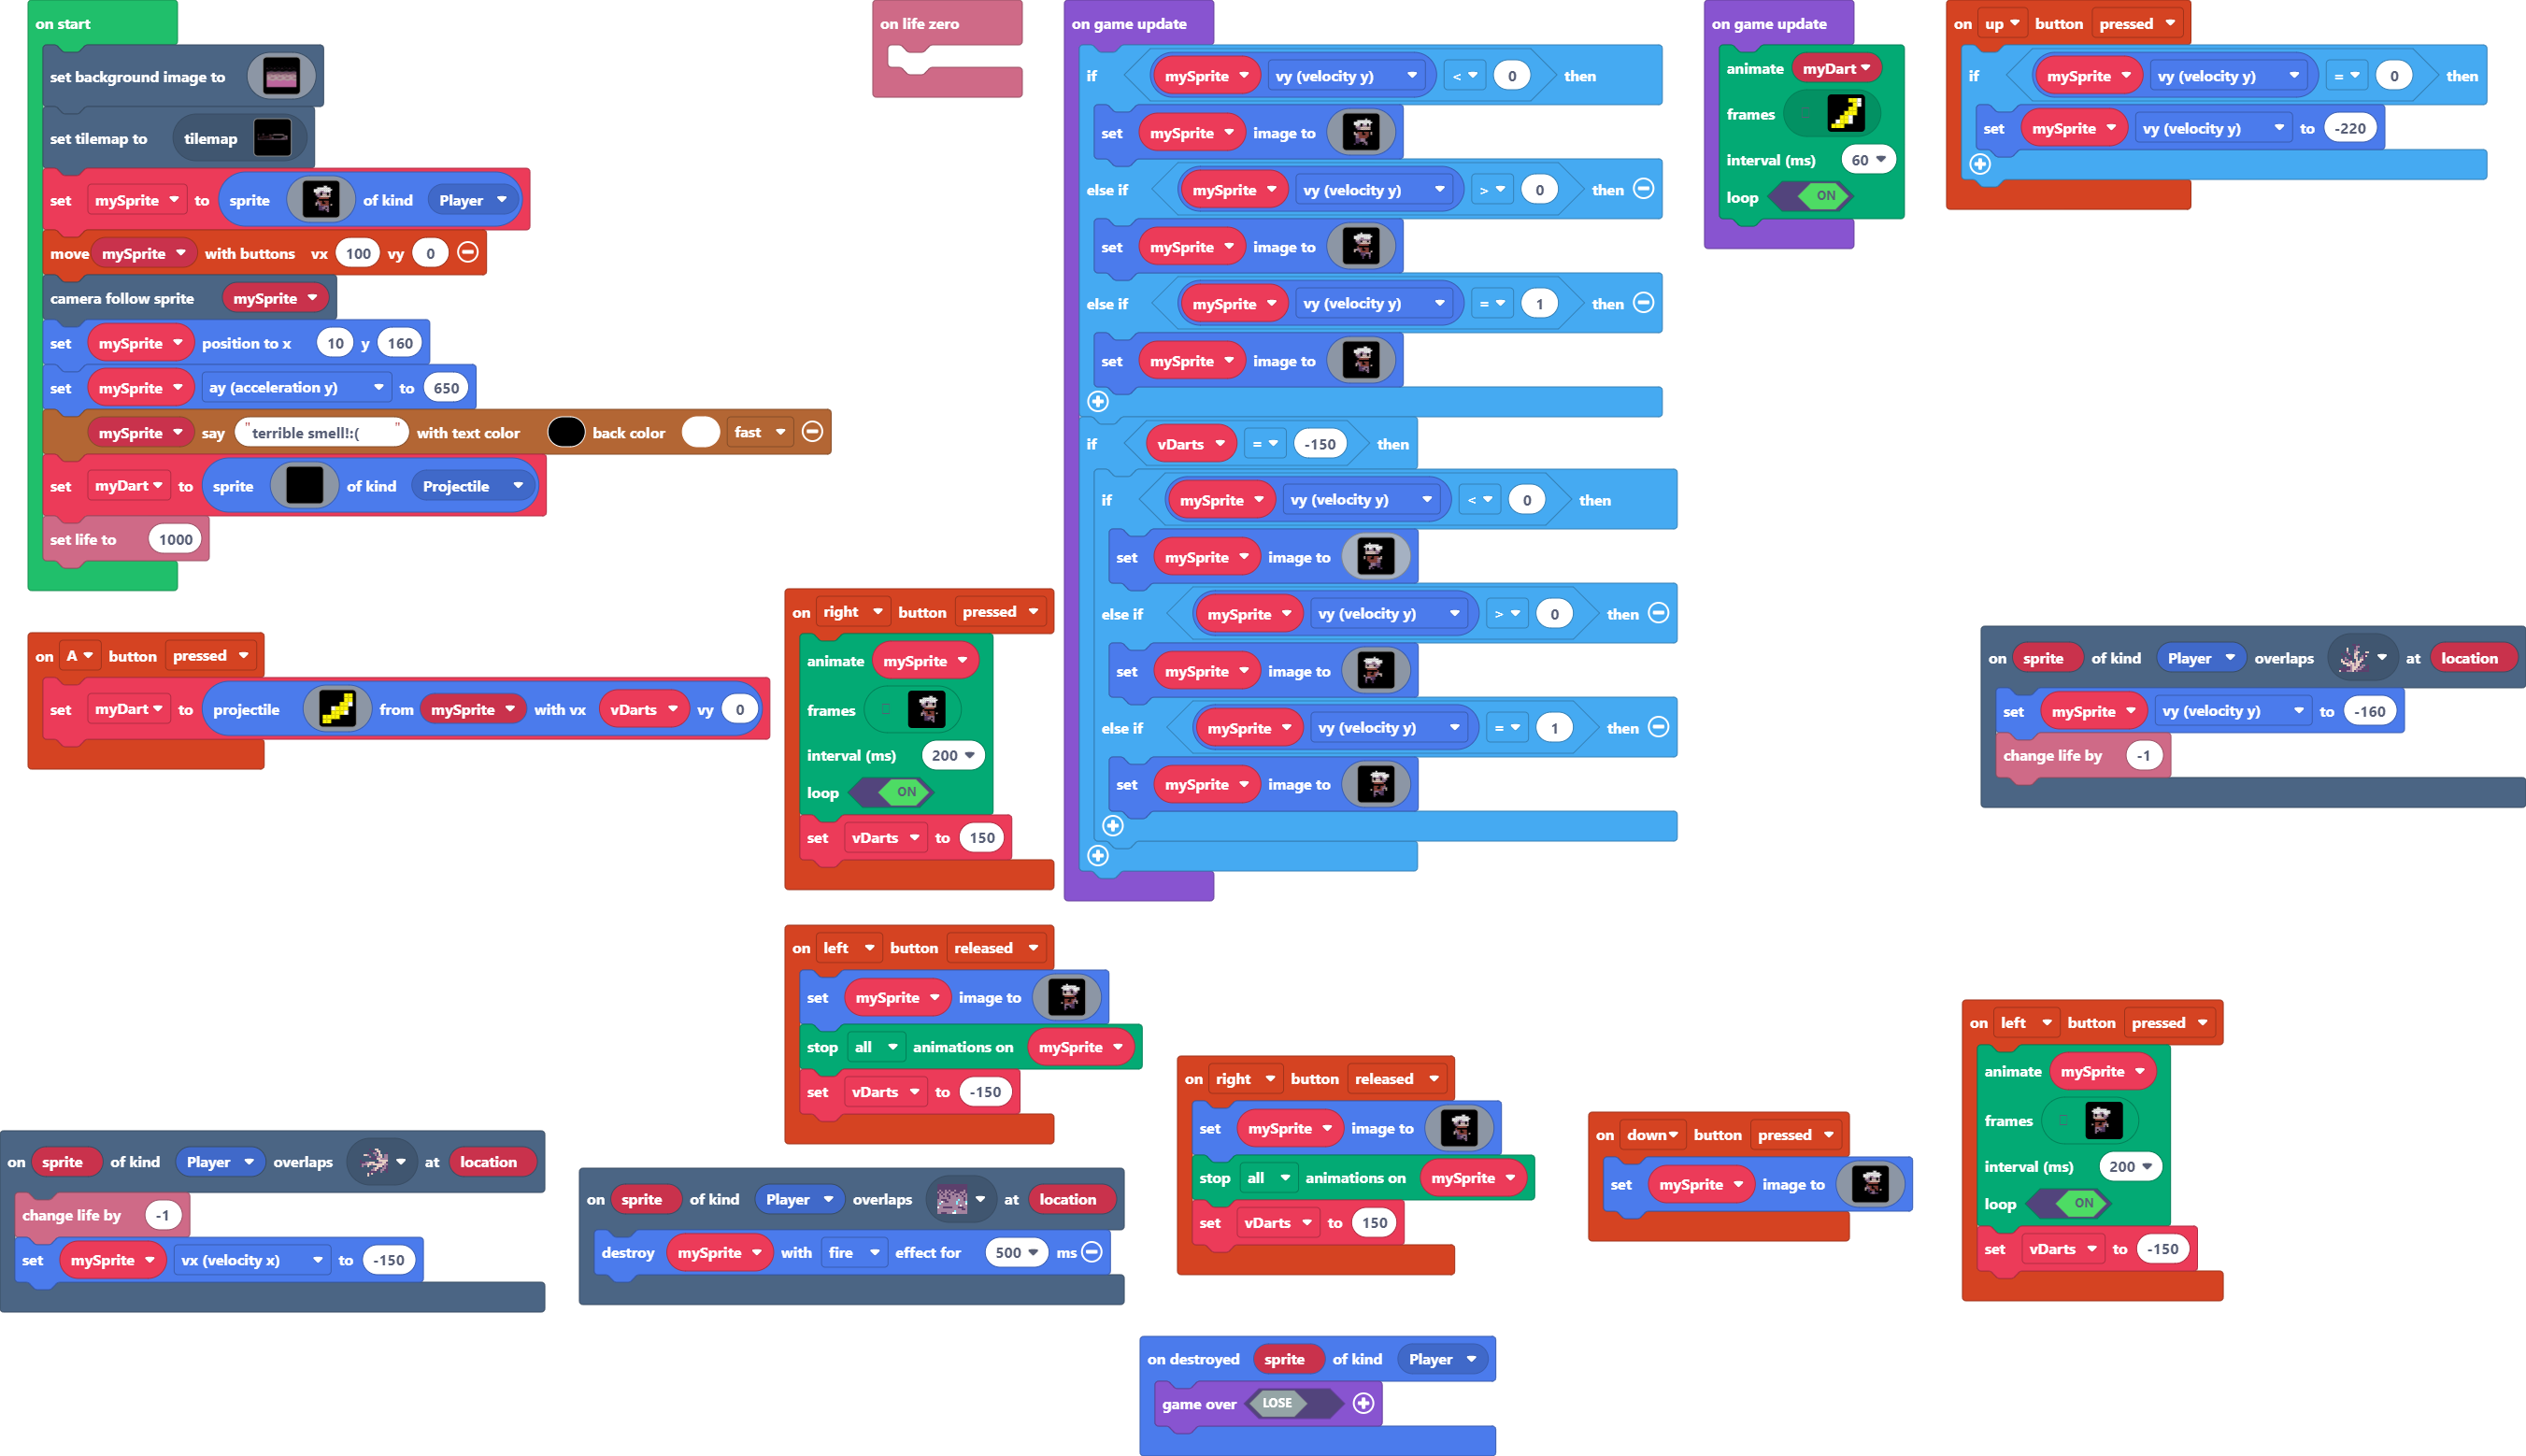 on start
set background image to
set tilemap to tilemap
set mySprite to sprite of kind Player
move mySprite with buttons vx 100 vy 0
camera follow sprite mySprite
set mySprite position to x 10 y 160
set mySprite ay (acceleration y) to 650
mySprite say "terrible smell!:( " with text color back color fast
set myDart to sprite of kind Projectile
set life to 1000
on A button pressed
set myDart to projectile from mySprite with vx vDarts vy 0
on life zero
on right button pressed
animate mySprite
frames
interval (ms) 200
loop ON
set vDarts to 150
on game update
if mySprite vy (velocity y) < 0 then
set mySprite image to
else if mySprite vy (velocity y) > 0 then
set mySprite image to
else if mySprite vy (velocity y) = 1 then
set mySprite image to
if vDarts = -150 then
if mySprite vy (velocity y) < 0 then
set mySprite image to
else if mySprite vy (velocity y) > 0 then
set mySprite image to
else if mySprite vy (velocity y) = 1 then
set mySprite image to
on game update
animate myDart
frames
interval (ms) 60
loop ON
on up button pressed
if mySprite vy (velocity y) = 0 then
set mySprite vy (velocity y) to -220
on sprite of kind Player overlaps at location
set mySprite vy (velocity y) to -160
change life by -1
on left button released
set mySprite image to
stop all animations on mySprite
set vDarts to -150
on right button released
set mySprite image to
stop all animations on mySprite
set vDarts to 150
on down button pressed
set mySprite image to
on left button pressed
animate mySprite
frames
interval (ms) 200
loop ON
set vDarts to -150
on sprite of kind Player overlaps at location
change life by -1
set mySprite vx (velocity x) to -150
on sprite of kind Player overlaps at location
destroy mySprite with fire effect for 500 ms
on destroyed sprite of kind Player
game over LOSE